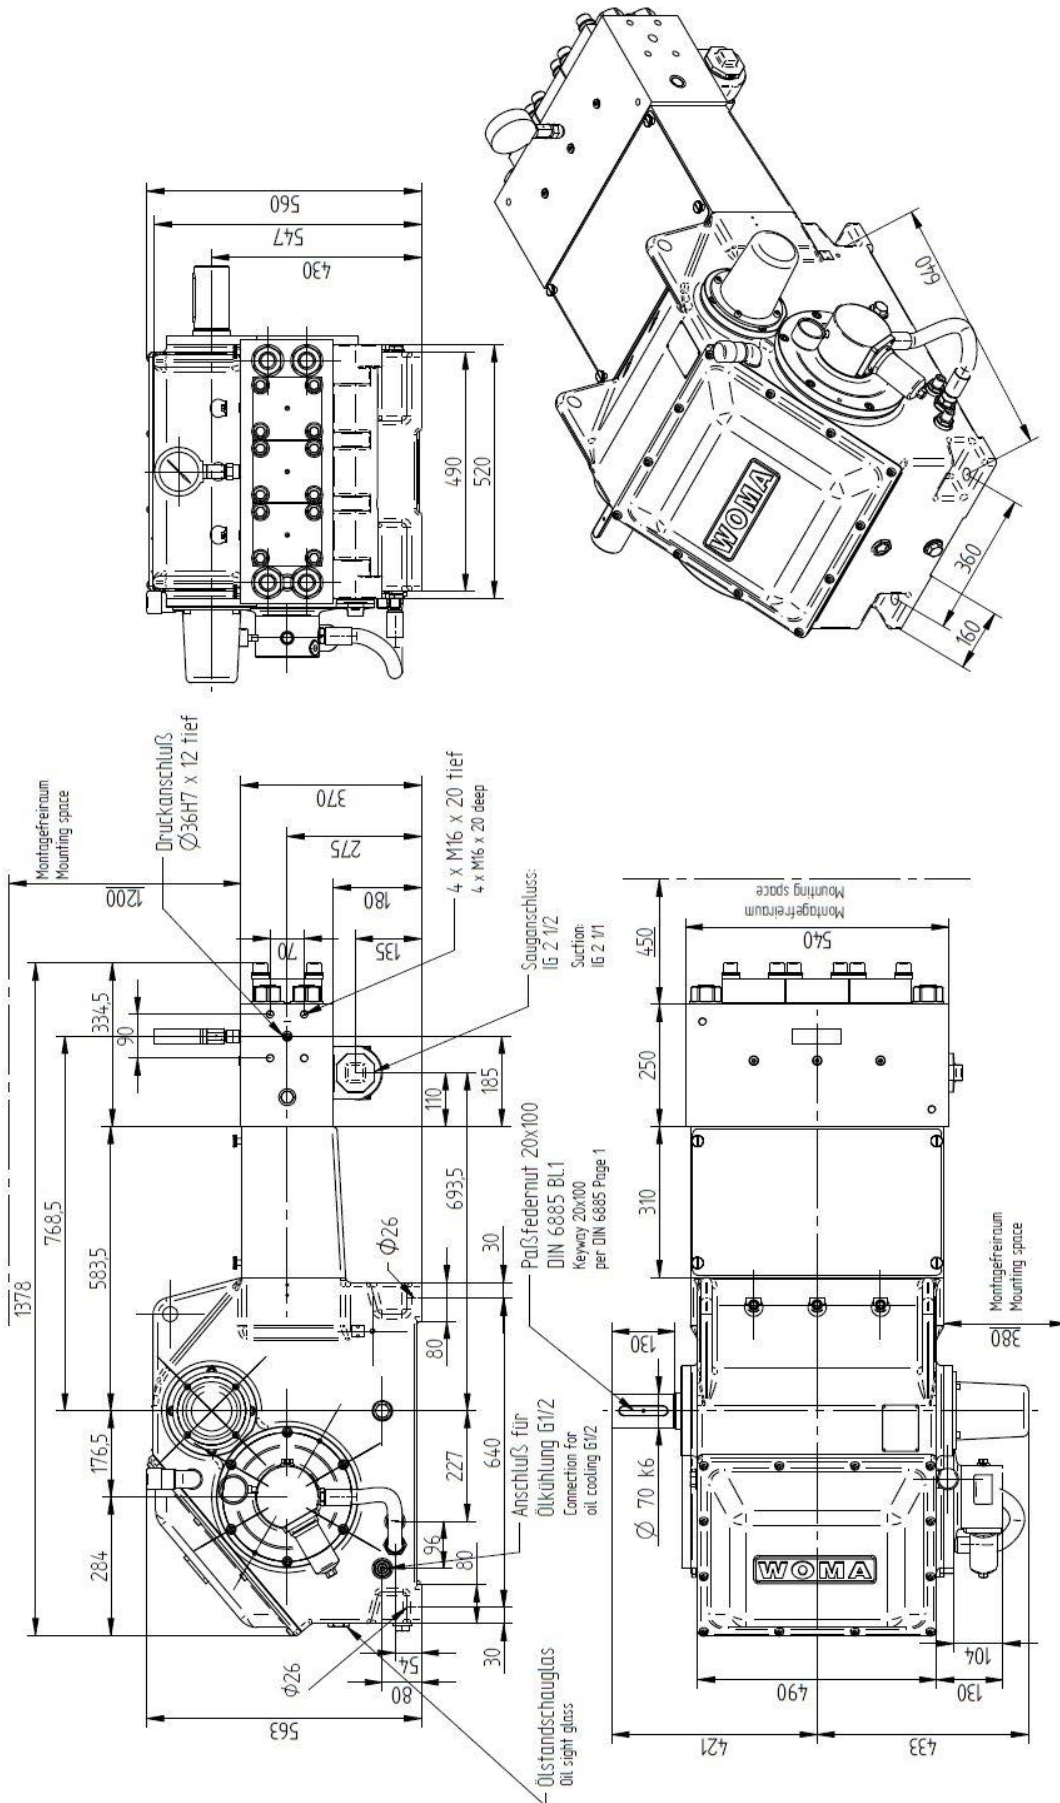 560
547
430
490
520
640
360
160
WOMA
Montagefreiraum
Mounting space
1200
Druckanschluß
Ø36H7 x 12 tief
370
275
180
135
70
4 x M16 x 20 tief
4 x M16 x 20 deep
Sauganschluss:
IG 2 1/2
Suction:
IG 2 1/1
1378
768,5
334,5
90
583,5
176,5
284
110
185
693,5
30
Φ26
80
640
227
96
80
30
54
80
Φ26
563
Paßfedernut 20x100
DIN 6885 Bl.1
Keyway 20x100
per DIN 6885 Page 1
Anschluß für
Ölkühlung G1/2
Connection for
oil cooling G1/2
Ölstandschauglas
Oil sight glass
450
Montagefreiraum
Mounting space
540
250
310
130
Ø 70 k6
Montagefreiraum
Mounting space
380
WOMA
490
104
130
421
433